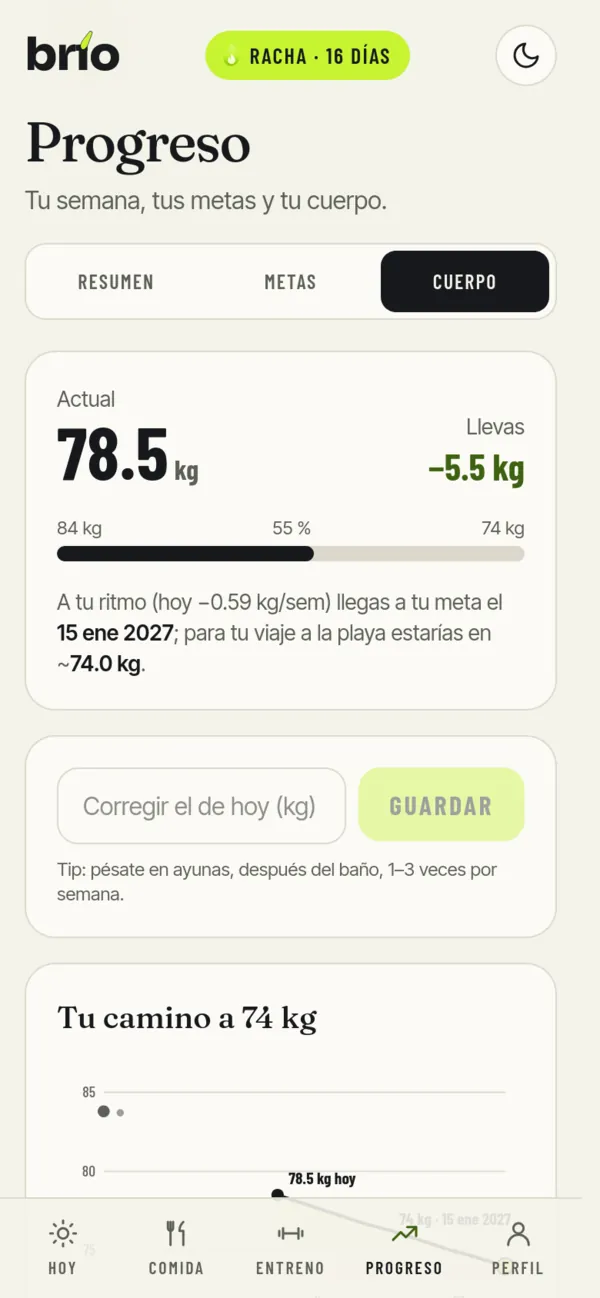 brío
RACHA · 16 DÍAS
Progreso
Tu semana, tus metas y tu cuerpo.
RESUMEN METAS CUERPO
Actual
Llevas
78.5 kg
−5.5 kg
84 kg 55 % 74 kg
A tu ritmo (hoy −0.59 kg/sem) llegas a tu meta el
15 ene 2027; para tu viaje a la playa estarías en
~74.0 kg.
Corregir el de hoy (kg) GUARDAR
Tip: pésate en ayunas, después del baño, 1–3 veces por
semana.
Tu camino a 74 kg
85
80
78.5 kg hoy
74 kg · 15 ene 2027
75
HOY COMIDA ENTRENO PROGRESO PERFIL